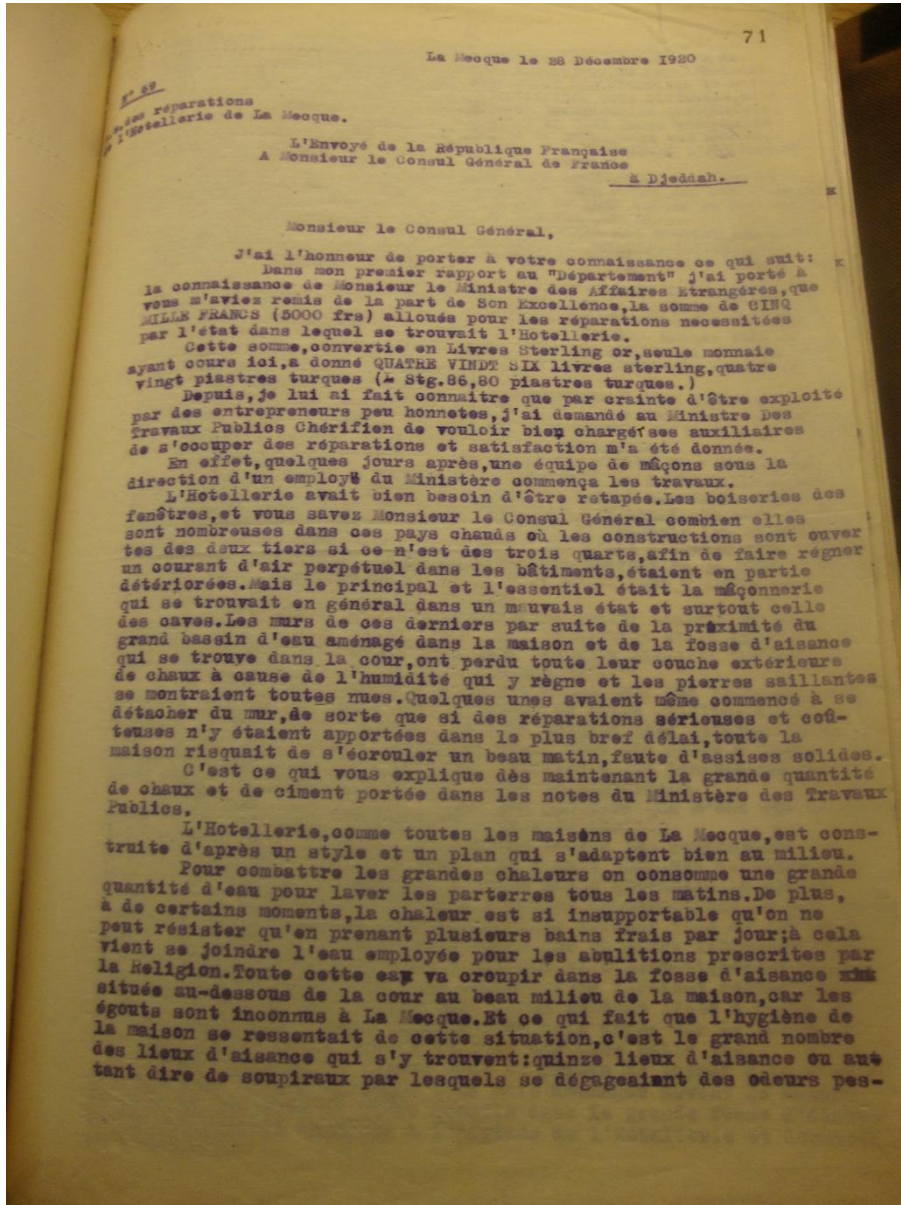 71
La Mecque le 28 Décembre 1920
N° 69
des réparations
de l'Hotellerie de La Mecque.
L'Envoyé de la République Française
A Monsieur le Consul Général de France
à Djeddah.
Monsieur le Consul Général,
J'ai l'honneur de porter à votre connaissance ce qui suit:
Dans mon premier rapport au "Département" j'ai porté à
la connaissance de Monsieur le Ministre des Affaires Etrangéres,que
vous m'aviez remis de la part de Son Excellence,la somme de CINQ
MILLE FRANCS (5000 frs) alloués pour les réparations necessitées
par l'état dans lequel se trouvait l'Hotellerie.
Cette somme,convertie en Livres Sterling or,seule monnaie
ayant cours ici,a donné QUATRE VINDT SIX livres sterling,quatre
vingt piastres turques (L Stg.86,80 piastres turques.)
Depuis,je lui ai fait connaitre que par crainte d'être exploité
par des entrepreneurs peu honnetes,j'ai demandé au Ministre Des
Travaux Publics Chérifien de vouloir bien charger ses auxiliaires
de s'occuper des réparations et satisfaction m'a été donnée.
En effet,quelques jours après,une équipe de mâçons sous la
direction d'un employé du Ministère commença les travaux.
L'Hotellerie avait bien besoin d'être retapée.Les boiseries des
fenêtres,et vous savez Monsieur le Consul Général combien elles
sont nombreuses dans ces pays chauds où les constructions sont ouver
tes des deux tiers si ce n'est des trois quarts,afin de faire régner
un courant d'air perpétuel dans les bâtiments,étaient en partie
détériorées.Mais le principal et l'essentiel était la mâçonnerie
qui se trouvait en général dans un mauvais état et surtout celle
des caves.Les murs de ces derniers par suite de la proximité du
grand bassin d'eau aménagé dans la maison et de la fosse d'aisance
qui se trouve dans la cour,ont perdu toute leur couche extérieure
de chaux à cause de l'humidité qui y règne et les pierres saillantes
se montraient toutes nues.Quelques unes avaient même commencé à se
détacher du mur,de sorte que si des réparations sérieuses et coû-
teuses n'y étaient apportées dans le plus bref délai,toute la
maison risquait de s'écrouler un beau matin,faute d'assises solides.
C'est ce qui vous explique dès maintenant la grande quantité
de chaux et de ciment portée dans les notes du Ministère des Travaux
Publics.
L'Hotellerie,comme toutes les maisons de La Mecque,est cons-
truite d'après un style et un plan qui s'adaptent bien au milieu.
Pour combattre les grandes chaleurs on consomme une grande
quantité d'eau pour laver les parterres tous les matins.De plus,
à de certains moments,la chaleur est si insupportable qu'on ne
peut résister qu'en prenant plusieurs bains frais par jour;à cela
vient se joindre l'eau employée pour les abulitions prescrites par
la Religion.Toute cette eau va croupir dans la fosse d'aisance
située au-dessous de la cour au beau milieu de la maison,car les
égouts sont inconnus à La Mecque.Et ce qui fait que l'hygiène de
la maison se ressentait de cette situation,c'est le grand nombre
des lieux d'aisance qui s'y trouvent:quinze lieux d'aisance ou au
tant dire de soupiraux par lesquels se dégageaient des odeurs pes-